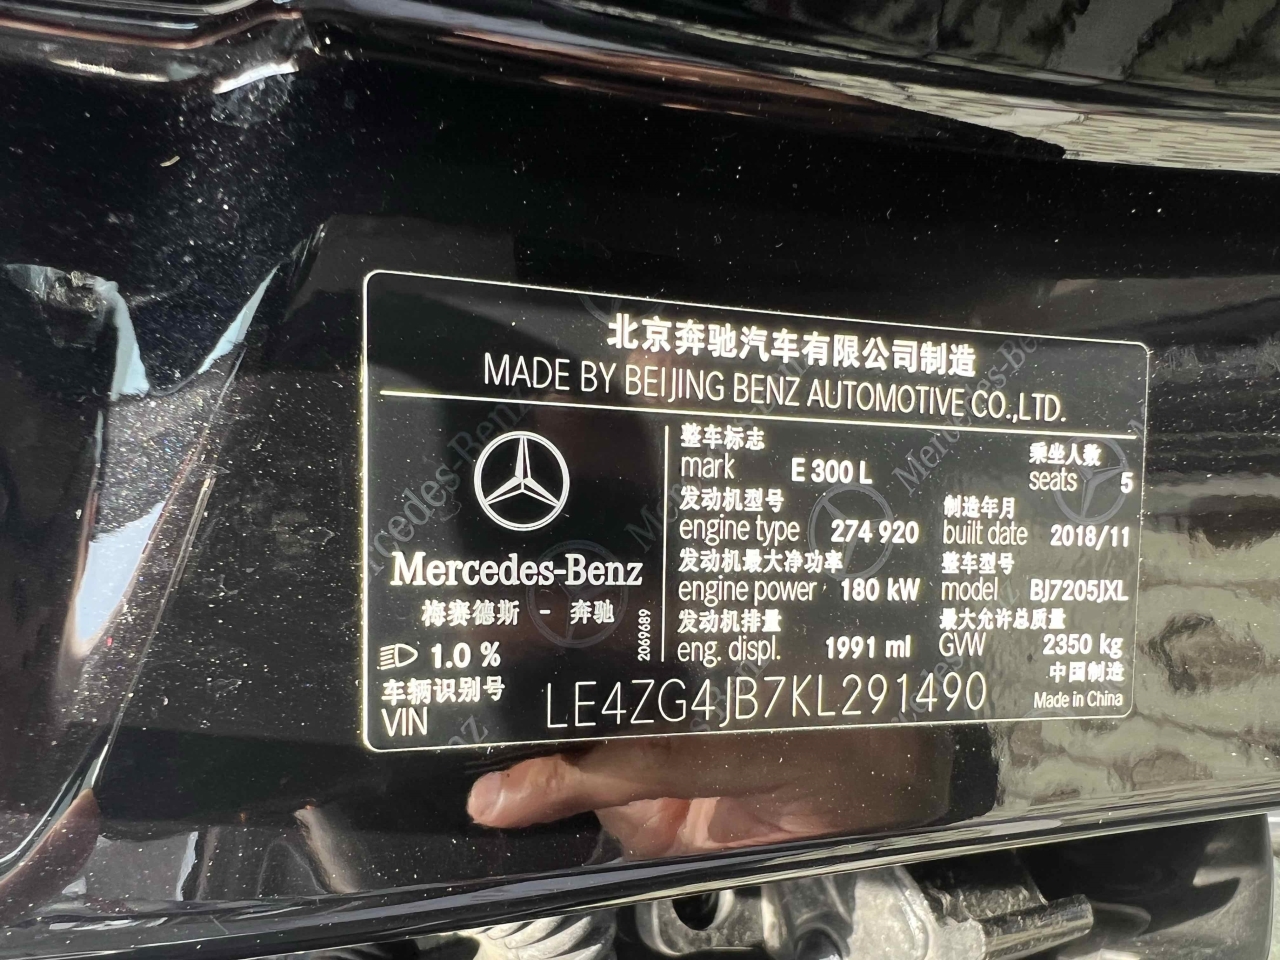 北京奔驰汽车有限公司制造
MADE BY BEIJING BENZ AUTOMOTIVE CO.,LTD.
Mercedes-Benz
梅赛德斯 - 奔驰
1.0 %
2069689
整车标志
mark E 300 L
乘坐人数
seats 5
发动机型号
engine type 274 920
制造年月
built date 2018/11
发动机最大净功率
engine power 180 kW
整车型号
model BJ7205JXL
发动机排量
eng. displ. 1991 ml
最大允许总质量
GVW 2350 kg
中国制造
Made in China
车辆识别号
VIN LE4ZG4JB7KL291490